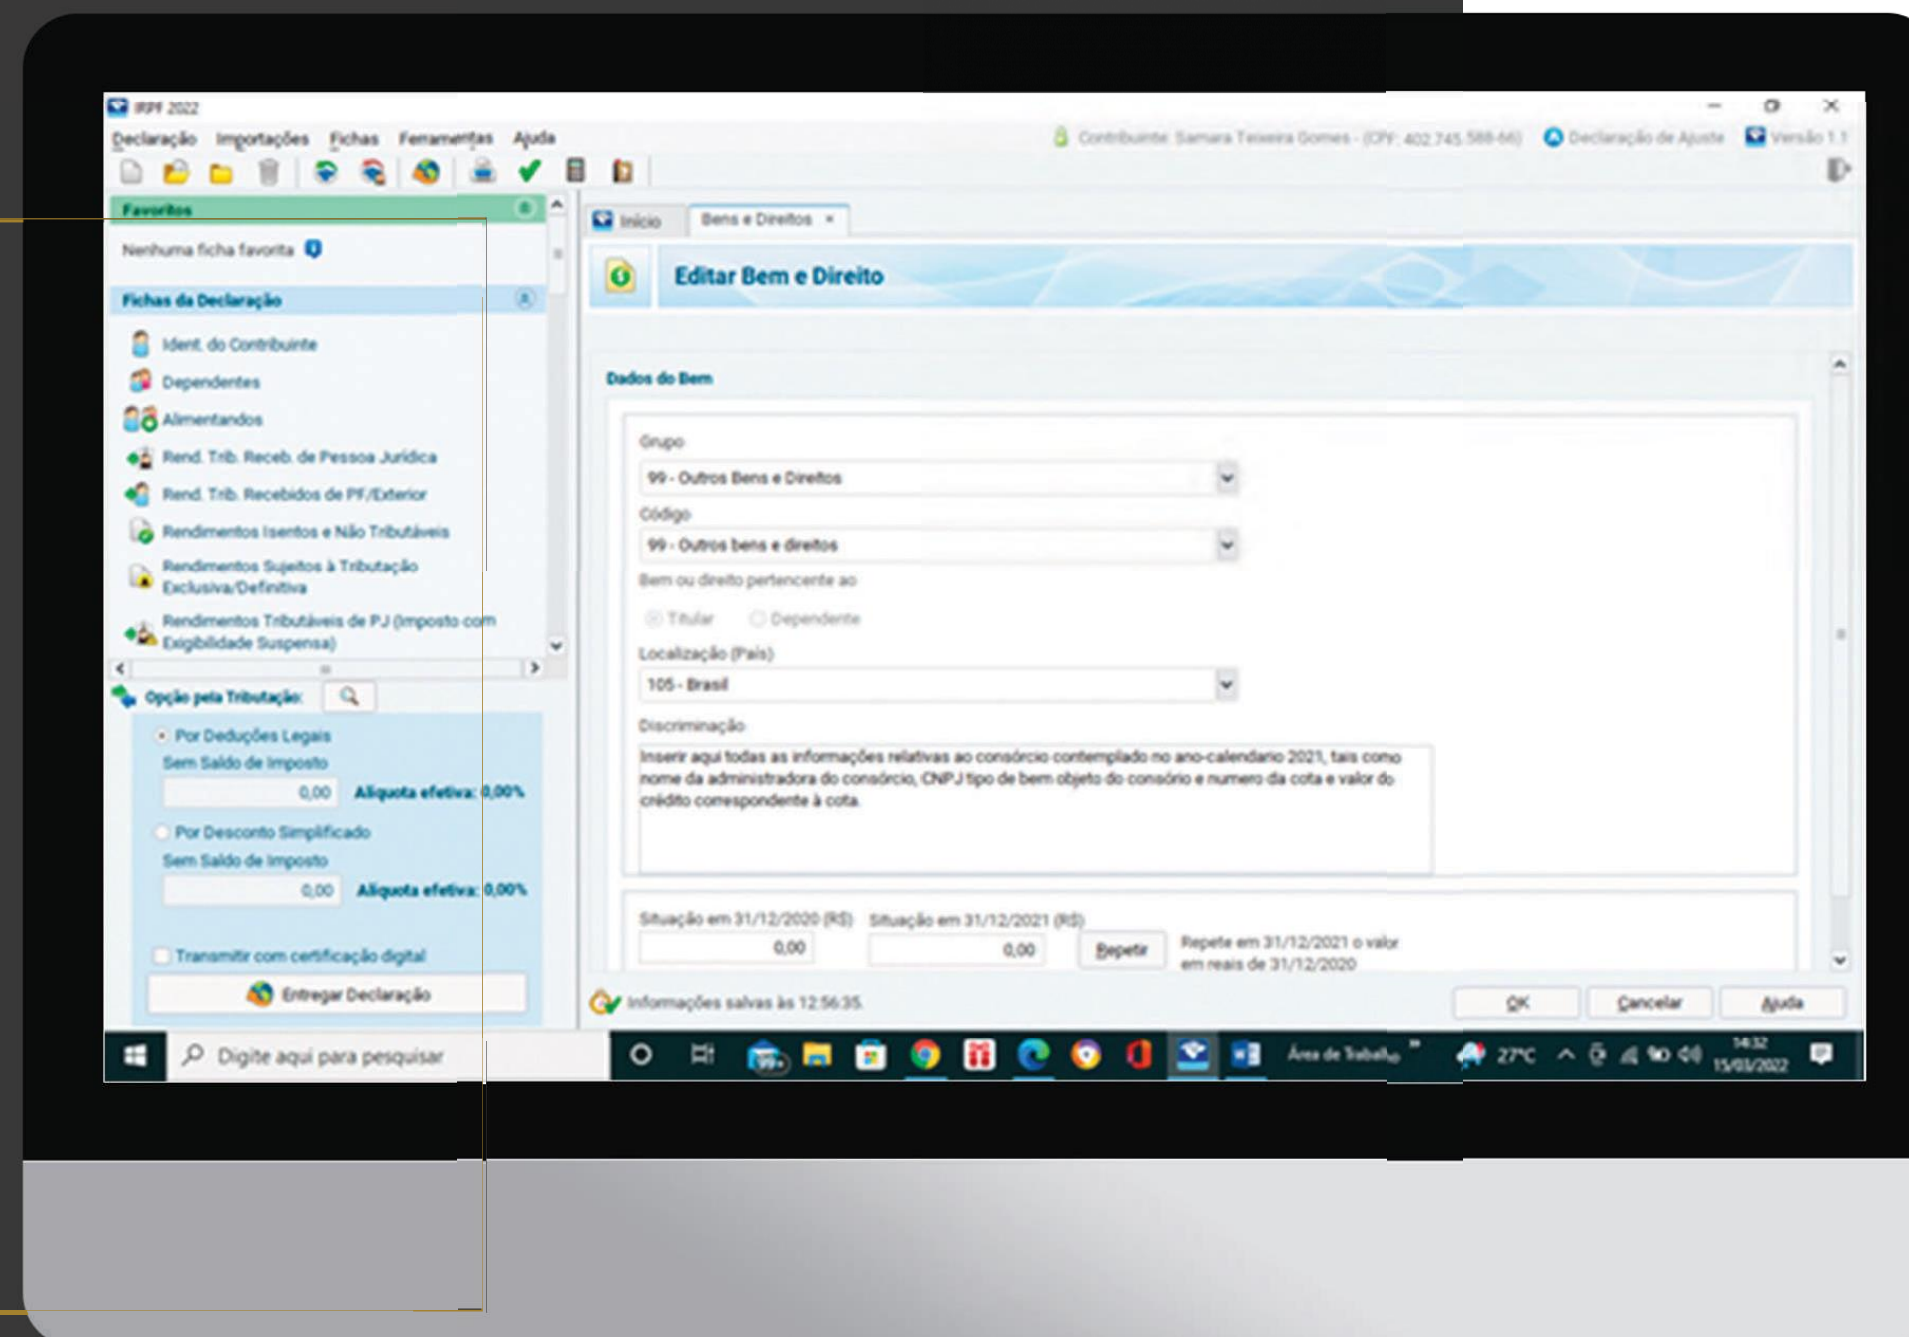 IRPF 2022
Declaração Importações Fichas Ferramentas Ajuda
Contribuinte: Samara Teixeira Gomes - (CPF: 402.745.588-66) Declaração de Ajuste Versão 1.1
Favoritos
Nenhuma ficha favorita
Fichas da Declaração
Ident. do Contribuinte
Dependentes
Alimentandos
Rend. Trib. Receb. de Pessoa Jurídica
Rend. Trib. Recebidos de PF/Exterior
Rendimentos Isentos e Não Tributáveis
Rendimentos Sujeitos à Tributação
Exclusiva/Definitiva
Rendimentos Tributáveis de PJ (Imposto com
Exigibilidade Suspensa)
Opção pela Tributação:
Por Deduções Legais
Sem Saldo de Imposto
0,00 Alíquota efetiva: 0,00%
Por Desconto Simplificado
Sem Saldo de Imposto
0,00 Alíquota efetiva: 0,00%
Transmitir com certificação digital
Entregar Declaração
Início Bens e Direitos ×
Editar Bem e Direito
Dados do Bem
Grupo
99 - Outros Bens e Direitos
Código
99 - Outros bens e direitos
Bem ou direito pertencente ao
Titular Dependente
Localização (País)
105 - Brasil
Discriminação
Inserir aqui todas as informações relativas ao consórcio contemplado no ano-calendario 2021, tais como
nome da administradora do consórcio, CNPJ tipo de bem objeto do consório e numero da cota e valor do
crédito correspondente à cota.
Situação em 31/12/2020 (R$) Situação em 31/12/2021 (R$)
0,00 0,00 Repetir Repete em 31/12/2021 o valor
em reais de 31/12/2020
Informações salvas às 12:56:35.
OK Cancelar Ajuda
Digite aqui para pesquisar
99+
Área de Trabalho
27°C
14:32
15/03/2022